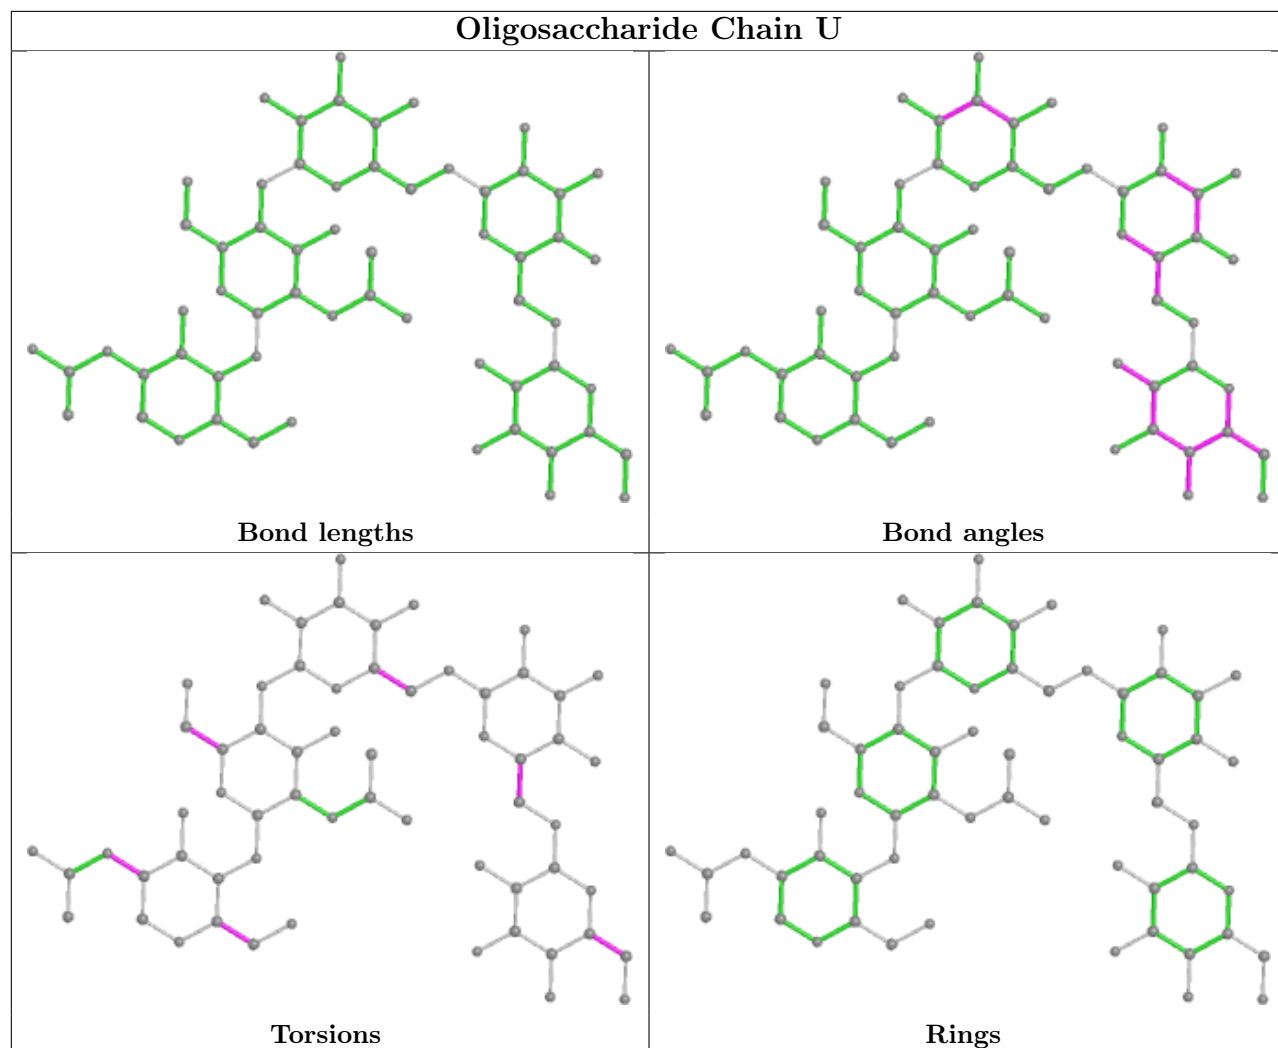 Oligosaccharide Chain U
Bond lengths
Bond angles
Torsions
Rings